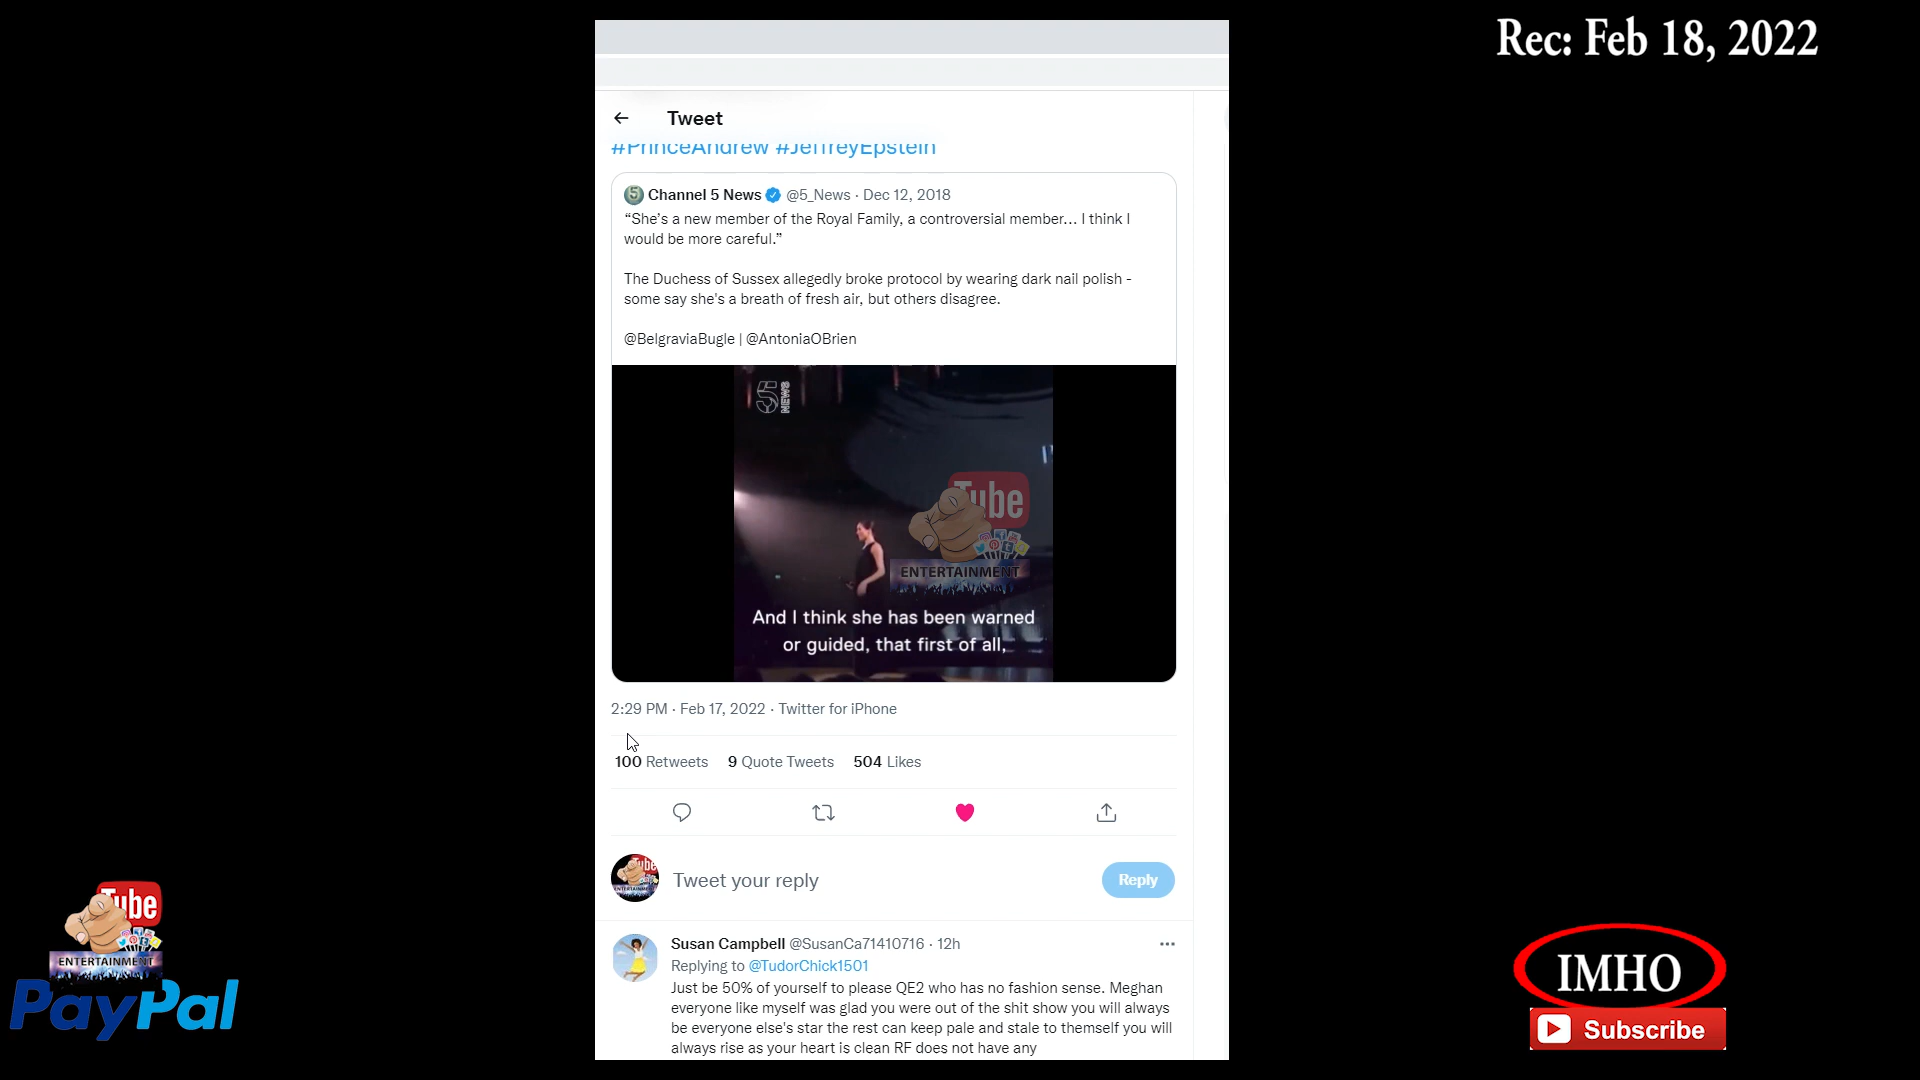 Rec: Feb 18, 2022
Tweet
#PrinceAndrew #JeffreyEpstein
5 Channel 5 News @5_News · Dec 12, 2018
“She’s a new member of the Royal Family, a controversial member... I think I
would be more careful.”
The Duchess of Sussex allegedly broke protocol by wearing dark nail polish -
some say she's a breath of fresh air, but others disagree.
@BelgraviaBugle | @AntoniaOBrien
5 NEWS
Tube
ENTERTAINMENT
And I think she has been warned
or guided, that first of all,
2:29 PM · Feb 17, 2022 · Twitter for iPhone
100 Retweets 9 Quote Tweets 504 Likes
Tube
Tweet your reply
Reply
Susan Campbell @SusanCa71410716 · 12h
Replying to @TudorChick1501
Just be 50% of yourself to please QE2 who has no fashion sense. Meghan
everyone like myself was glad you were out of the shit show you will always
be everyone else's star the rest can keep pale and stale to themself you will
always rise as your heart is clean RF does not have any
Tube
ENTERTAINMENT
PayPal
IMHO
Subscribe